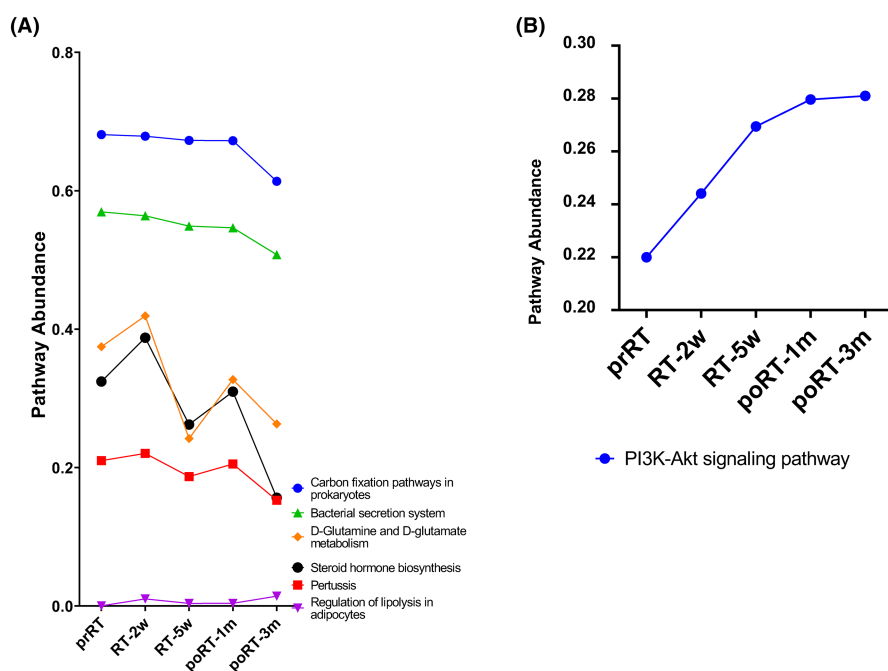 (A)
Pathway Abundance
0.8
0.6
0.4
0.2
0.0
prRT
RT-2w
RT-5w
poRT-1m
poRT-3m
Carbon fixation pathways in
prokaryotes
Bacterial secretion system
D-Glutamine and D-glutamate
metabolism
Steroid hormone biosynthesis
Pertussis
Regulation of lipolysis in
adipocytes
(B)
Pathway Abundance
0.30
0.28
0.26
0.24
0.22
0.20
prRT
RT-2w
RT-5w
poRT-1m
poRT-3m
PI3K-Akt signaling pathway